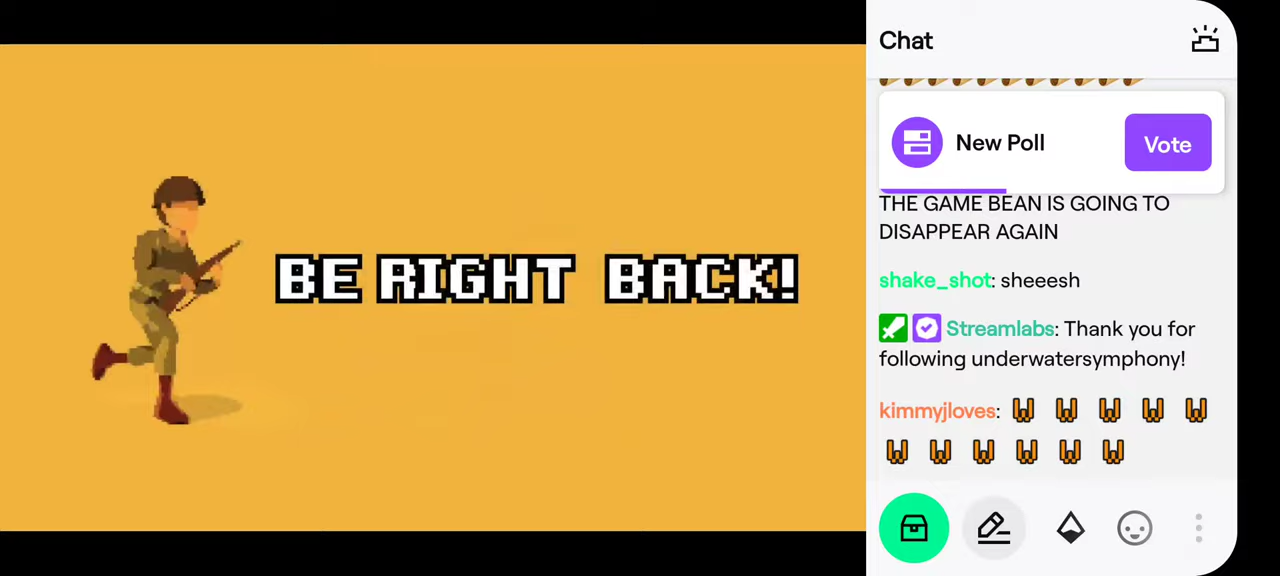 BE RIGHT BACK!
Chat
New Poll
Vote
THE GAME BEAN IS GOING TO
DISAPPEAR AGAIN
shake_shot: sheeesh
Streamlabs: Thank you for
following underwatersymphony!
kimmyjloves: